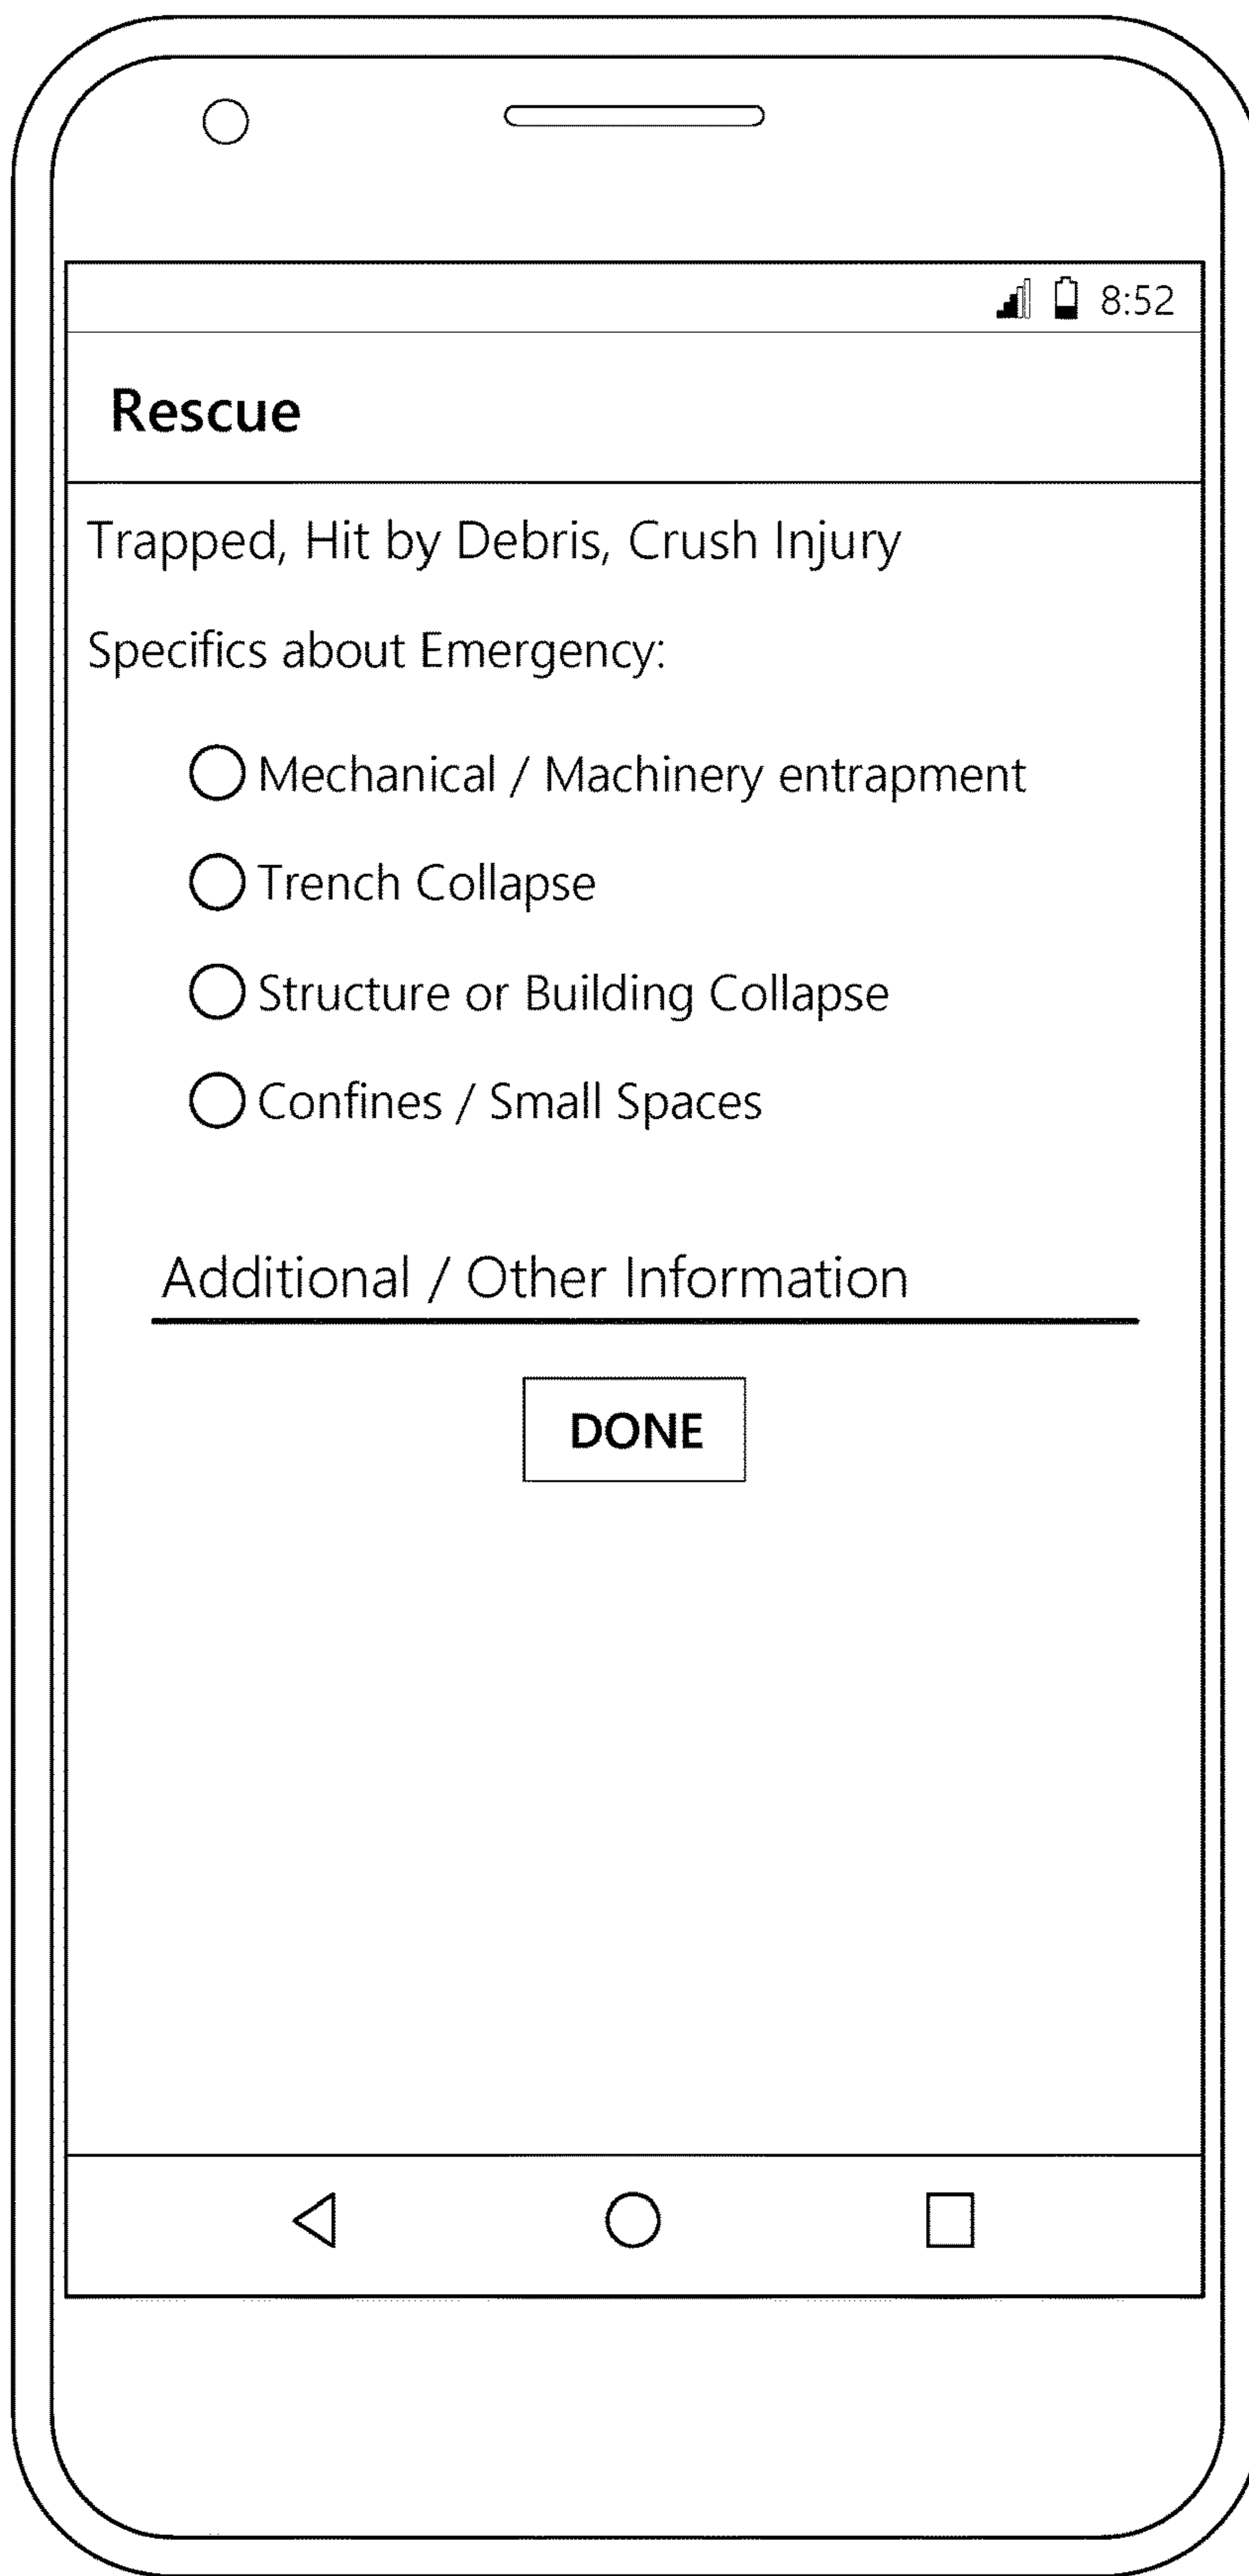 8:52
Rescue
Trapped, Hit by Debris, Crush Injury
Specifics about Emergency:
Mechanical / Machinery entrapment
Trench Collapse
Structure or Building Collapse
Confines / Small Spaces
Additional / Other Information
DONE